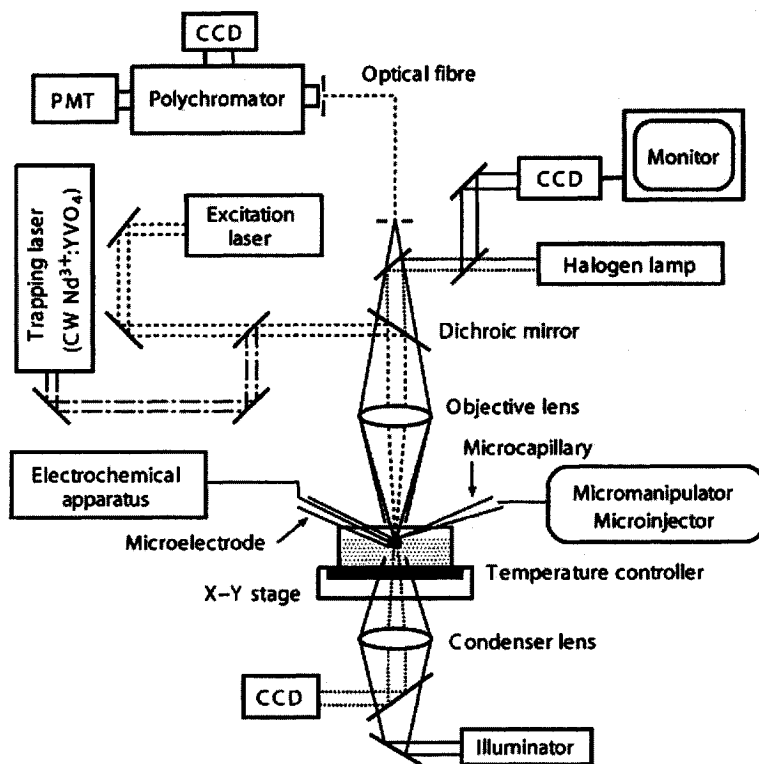 CCD
Optical fibre
PMT
Polychromator
Monitor
CCD
Trapping laser
(CW Nd³⁺:YVO₄)
Excitation
laser
Halogen lamp
Dichroic mirror
Objective lens
Microcapillary
Electrochemical
apparatus
Micromanipulator
Microinjector
Microelectrode
Temperature controller
X–Y stage
Condenser lens
CCD
Illuminator